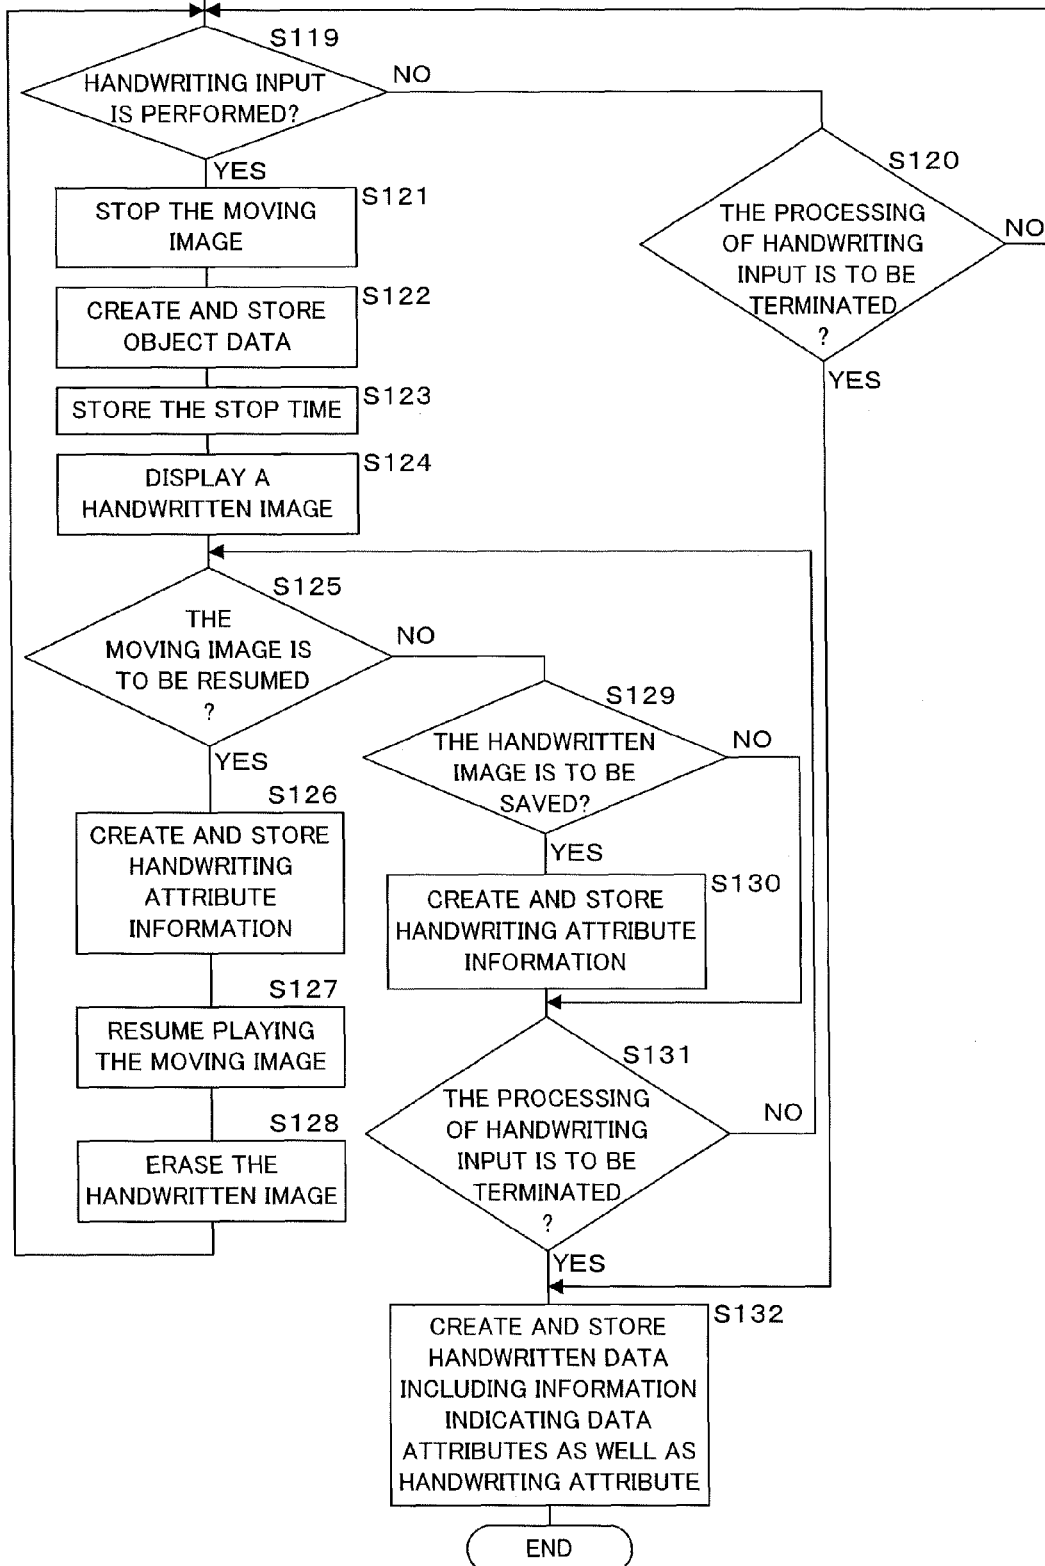 S119
HANDWRITING INPUT
IS PERFORMED?
NO
YES
S120
THE PROCESSING
OF HANDWRITING
INPUT IS TO BE
TERMINATED
?
NO
YES
S121
STOP THE MOVING
IMAGE
S122
CREATE AND STORE
OBJECT DATA
S123
STORE THE STOP TIME
S124
DISPLAY A
HANDWRITTEN IMAGE
S125
THE
MOVING IMAGE IS
TO BE RESUMED
?
NO
YES
S126
CREATE AND STORE
HANDWRITING
ATTRIBUTE
INFORMATION
S127
RESUME PLAYING
THE MOVING IMAGE
S128
ERASE THE
HANDWRITTEN IMAGE
S129
THE HANDWRITTEN
IMAGE IS TO BE
SAVED?
NO
YES
S130
CREATE AND STORE
HANDWRITING ATTRIBUTE
INFORMATION
S131
THE PROCESSING
OF HANDWRITING
INPUT IS TO BE
TERMINATED
?
NO
YES
S132
CREATE AND STORE
HANDWRITTEN DATA
INCLUDING INFORMATION
INDICATING DATA
ATTRIBUTES AS WELL AS
HANDWRITING ATTRIBUTE
END